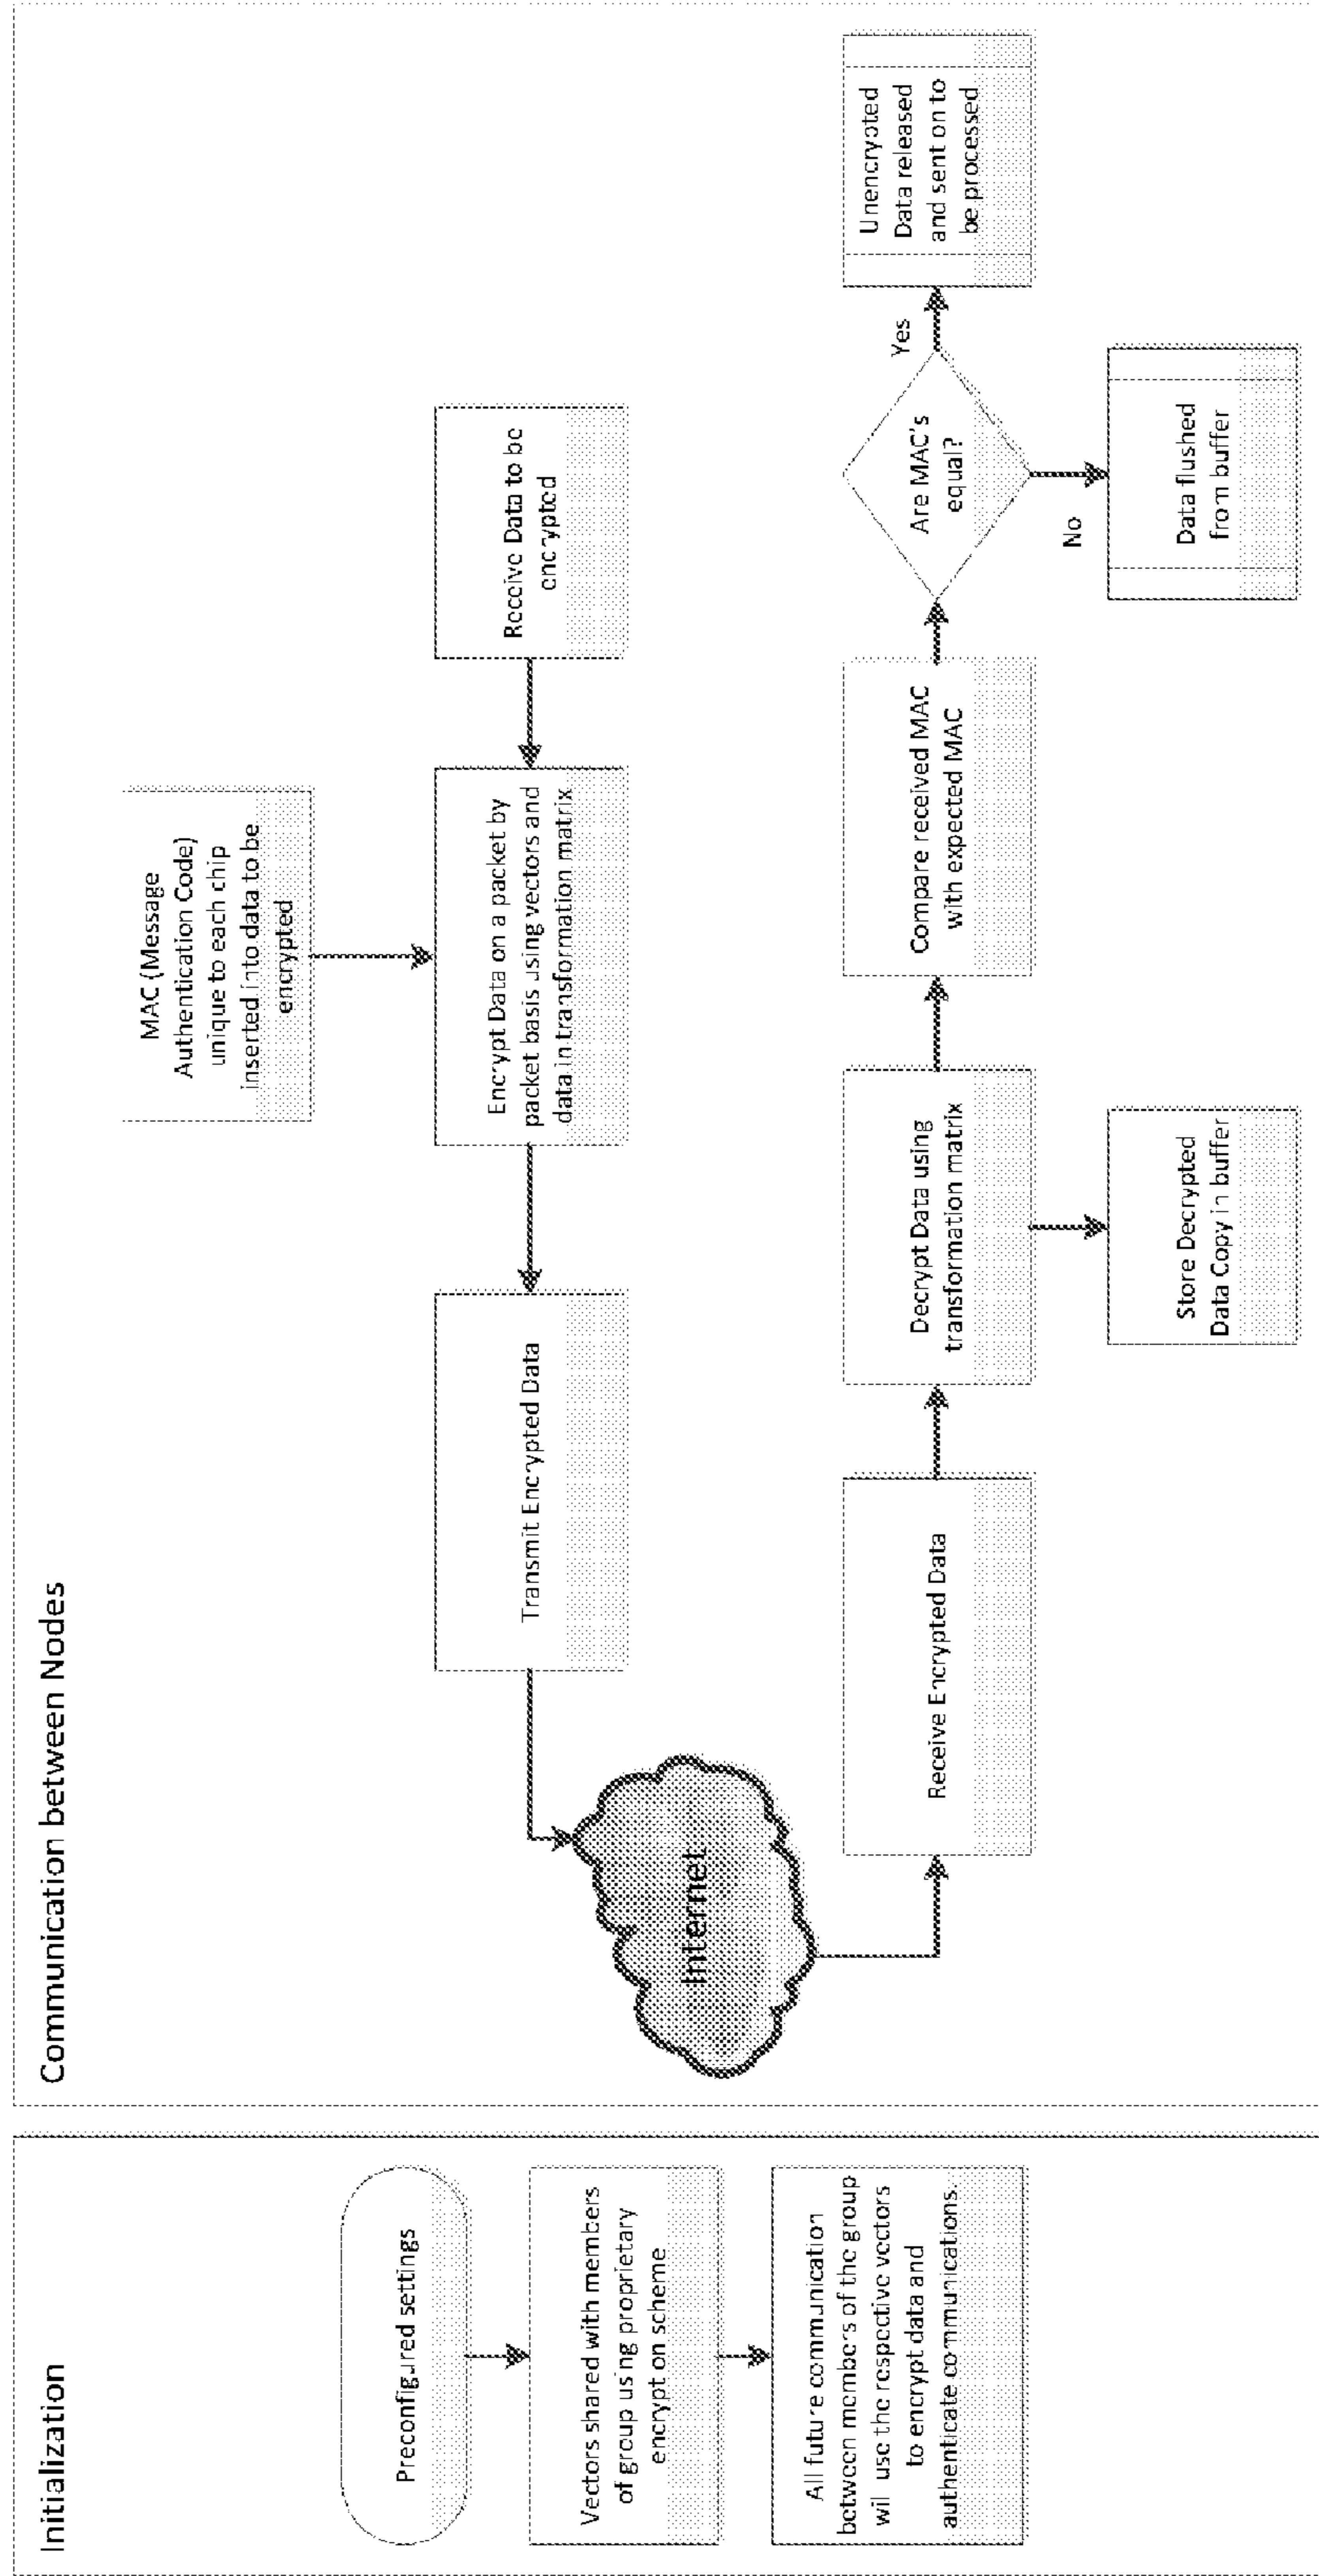 Initialization
Preconfigured settings
Vectors shared with members
of group using proprietary
encryption scheme
All future communication
between members of the group
will use the respective vectors
to encrypt data and
authenticate communications.
Communication between Nodes
MAC (Message
Authentication Code)
unique to each chip
inserted into data to be
encrypted
Receive Data to be
encrypted
Encrypt Data on a packet by
packet basis using vectors and
data in transformation matrix
Transmit Encrypted Data
Internet
Receive Encrypted Data
Decrypt Data using
transformation matrix
Store Decrypted
Data Copy in buffer
Compare received MAC
with expected MAC
Are MAC's
equal?
Yes
No
Unencrypted
Data released
and sent on to
be processed
Data flushed
from buffer